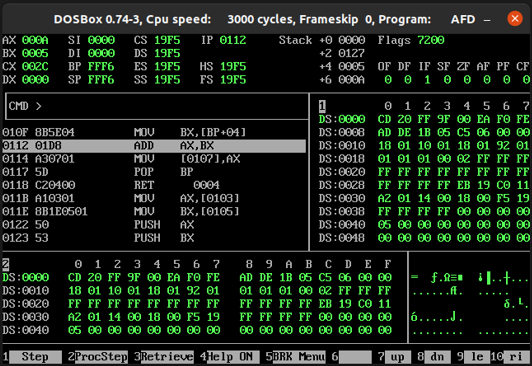 DOSBox 0.74-3, Cpu speed: 3000 cycles, Frameskip 0, Program: AFD
AX 000A SI 0000 CS 19F5 IP 0112 Stack +0 0000 Flags 7200
BX 0005 DI 0000 DS 19F5 +2 0127
CX 002C BP FFF6 ES 19F5 HS 19F5 +4 0005 OF DF IF SF ZF AF PF CF
DX 0000 SP FFF6 SS 19F5 FS 19F5 +6 000A 0 0 1 0 0 0 0 0
CMD >
010F 8B5E04 MOV BX,[BP+04]
0112 01D8 ADD AX,BX
0114 A30701 MOV [0107],AX
0117 5D POP BP
0118 C20400 RET 0004
011B A10301 MOV AX,[0103]
011E 8B1E0501 MOV BX,[0105]
0122 50 PUSH AX
0123 53 PUSH BX
1 0 1 2 3 4 5 6 7
DS:0000 CD 20 FF 9F 00 EA F0 FE
DS:0008 AD DE 1B 05 C5 06 00 00
DS:0010 18 01 10 01 18 01 92 01
DS:0018 01 01 01 00 02 FF FF FF
DS:0020 FF FF FF FF FF FF FF FF
DS:0028 FF FF FF FF EB 19 C0 11
DS:0030 A2 01 14 00 18 00 F5 19
DS:0038 FF FF FF FF 00 00 00 00
DS:0040 05 00 00 00 00 00 00 00
DS:0048 00 00 00 00 00 00 00 00
2 0 1 2 3 4 5 6 7 8 9 A B C D E F
DS:0000 CD 20 FF 9F 00 EA F0 FE AD DE 1B 05 C5 06 00 00
DS:0010 18 01 10 01 18 01 92 01 01 01 01 00 02 FF FF FF
DS:0020 FF FF FF FF FF FF FF FF FF FF FF FF EB 19 C0 11
DS:0030 A2 01 14 00 18 00 F5 19 FF FF FF FF 00 00 00 00
DS:0040 05 00 00 00 00 00 00 00 00 00 00 00 00 00 00 00
1 Step 2ProcStep 3Retrieve 4Help ON 5BRK Menu 6 7 up 8 dn 9 le 10 ri